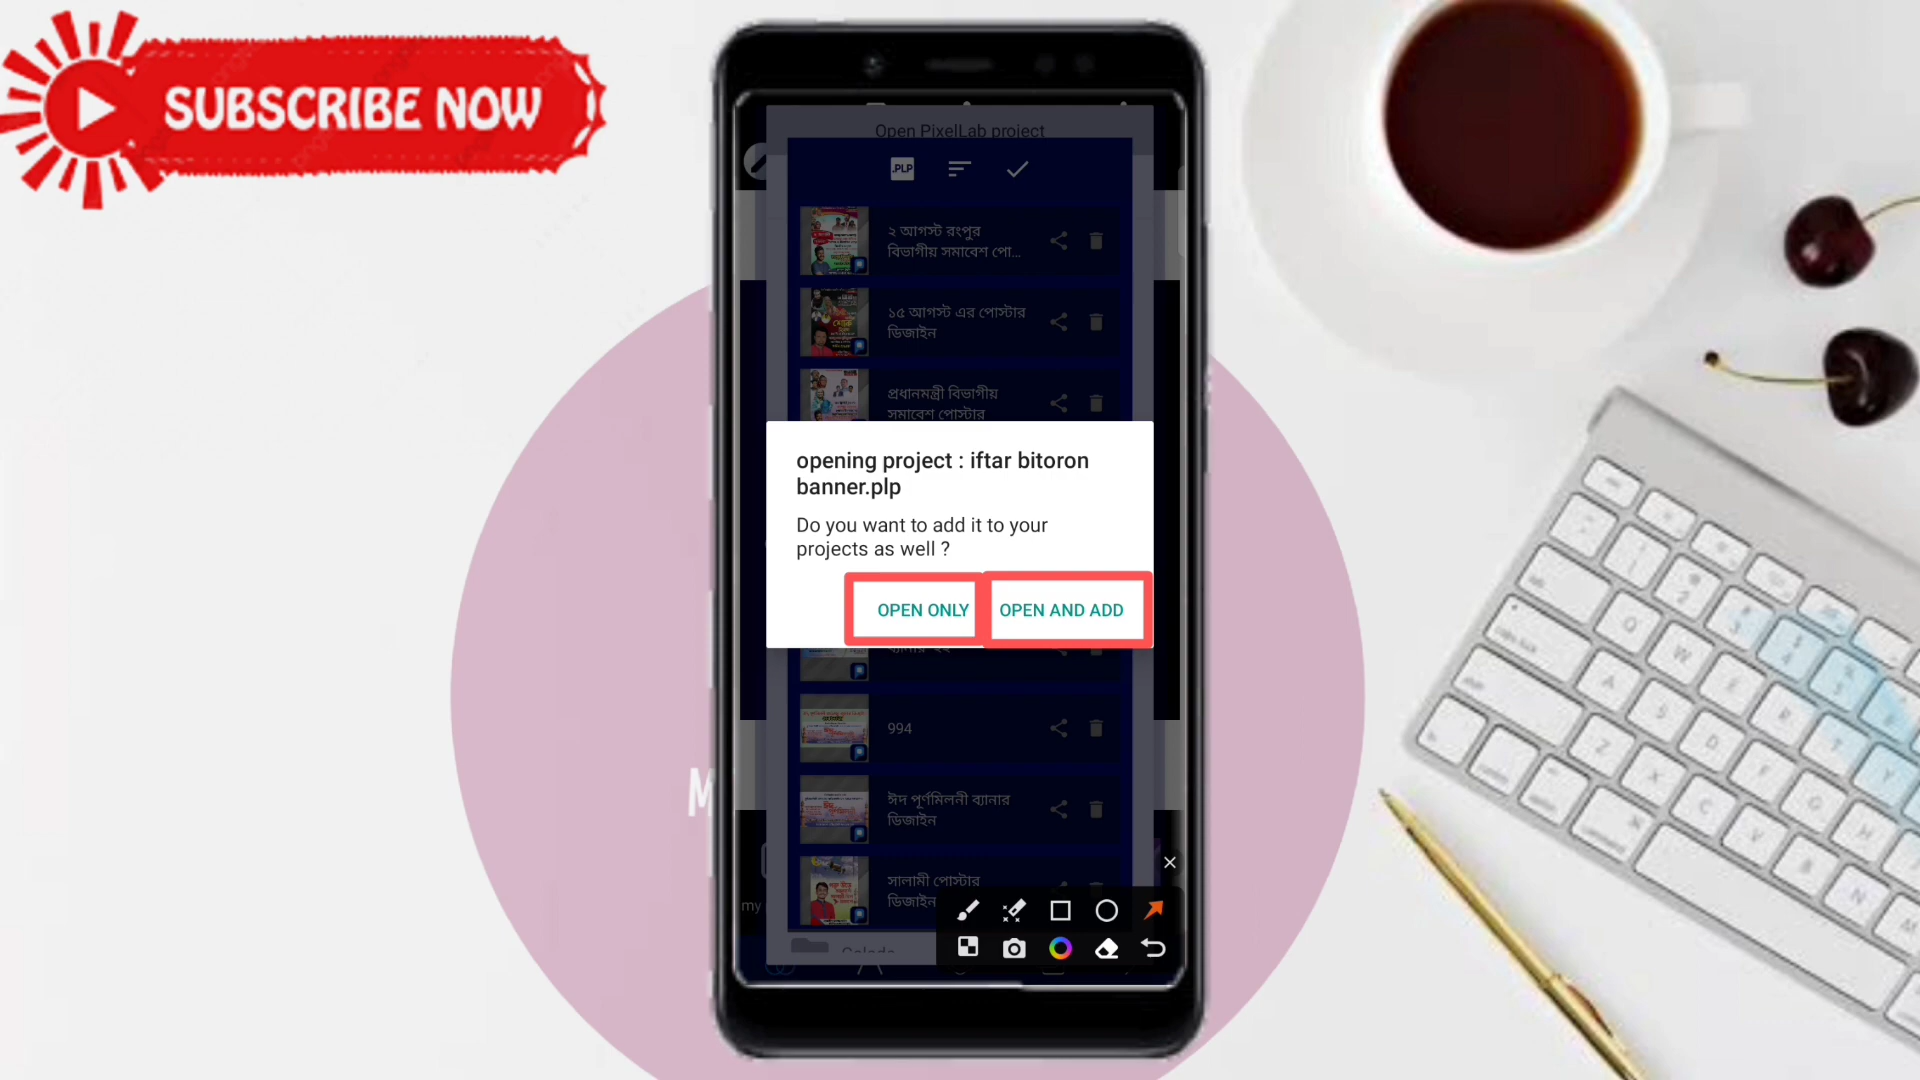 SUBSCRIBE NOW
Open PixelLab project
.PLP
২ আগস্ট রংপুর
বিভাগীয় সমাবেশ পো...
১৫ আগস্ট এর পোস্টার
ডিজাইন
প্রধানমন্ত্রী বিভাগীয়
সমাবেশ পোস্টার
opening project : iftar bitoron
banner.plp
Do you want to add it to your
projects as well ?
OPEN ONLY
OPEN AND ADD
994
ঈদ পূর্ণমিলনী ব্যানার
ডিজাইন
সালামী পোস্টার
ডিজাইন
my
M